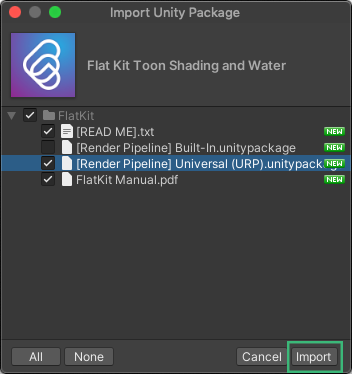 Import Unity Package
Flat Kit Toon Shading and Water
FlatKit
[READ ME].txt NEW
[Render Pipeline] Built-In.unitypackage NEW
[Render Pipeline] Universal (URP).unitypackag NEW
FlatKit Manual.pdf NEW
All None Cancel Import